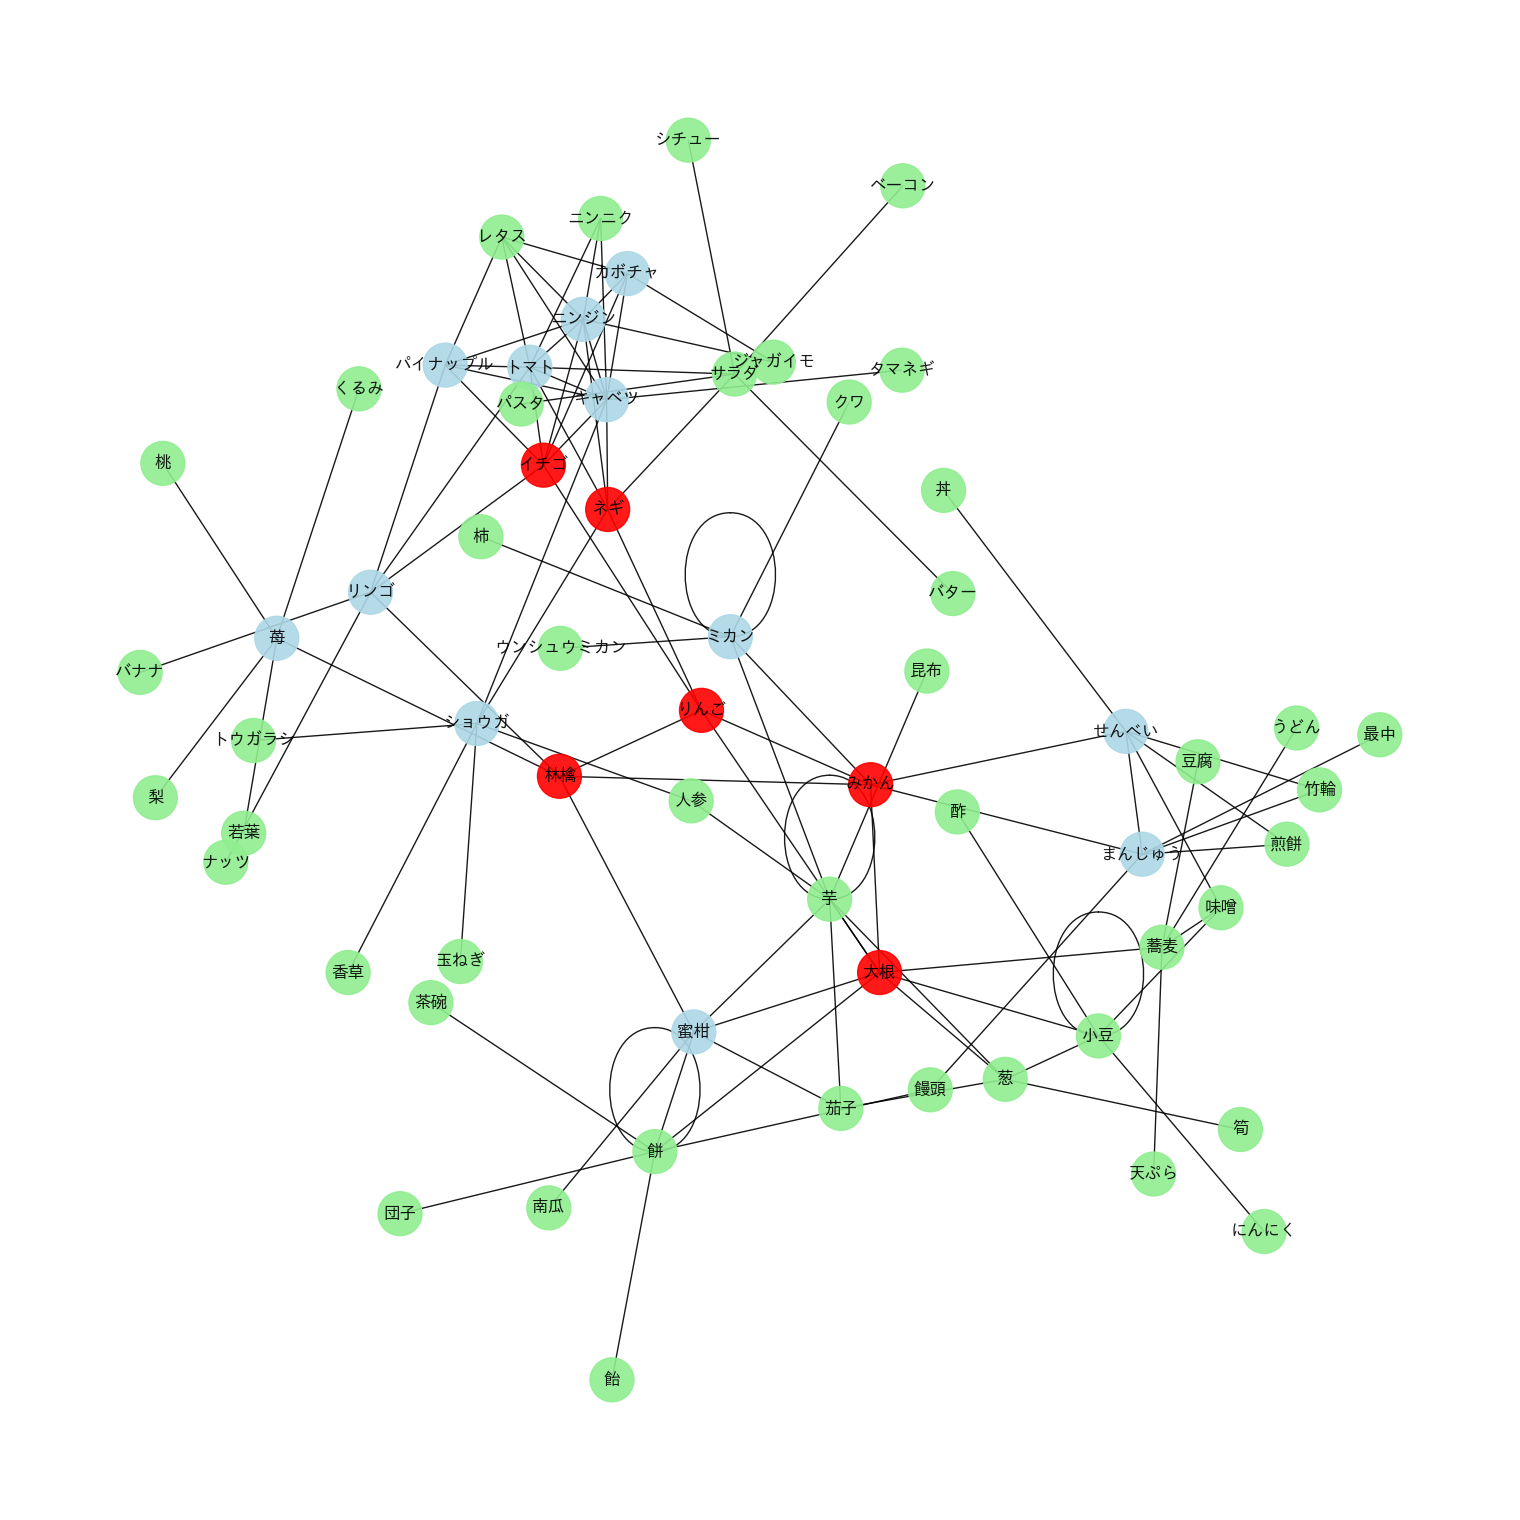 シチュー
ベーコン
ニンニク
レタス
カボチャ
ニンジン
パイナップル
トマト
サラダ
ジャガイモ
タマネギ
くるみ
パスタ
キャベツ
クワ
桃
イチゴ
ネギ
丼
柿
リンゴ
バター
苺
ミカン
ウンシュウミカン
バナナ
昆布
りんご
ショウガ
せんべい
うどん
最中
トウガラシ
豆腐
林檎
みかん
竹輪
梨
人参
酢
若葉
煎餅
まんじゅう
ナッツ
芋
味噌
蕎麦
玉ねぎ
香草
大根
茶碗
蜜柑
小豆
葱
饅頭
茄子
筍
餅
天ぷら
団子
南瓜
にんにく
飴